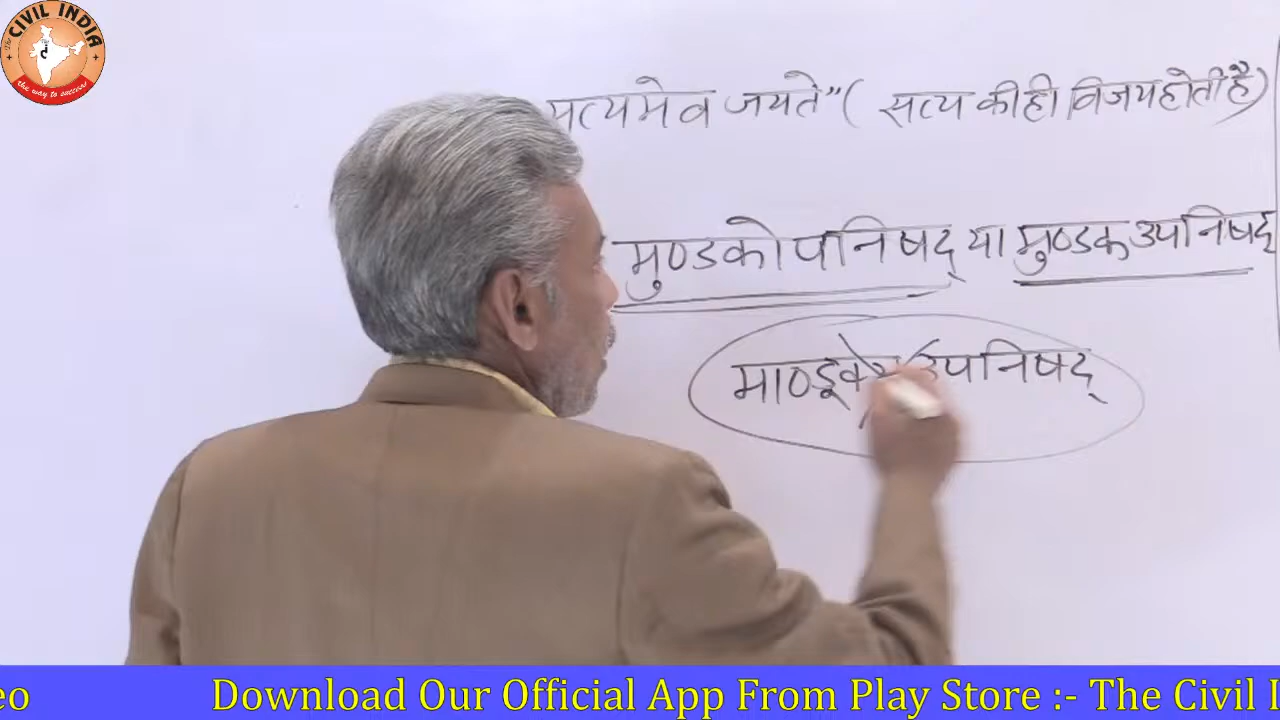 The CIVIL INDIA
the way to success
सत्यमेव जयते" ( सत्य की ही विजय होती है )
मुण्डकोपनिषद् या मुण्डक उपनिषद्
उपनिषद्
eo Download Our Official App From Play Store :- The Civil I